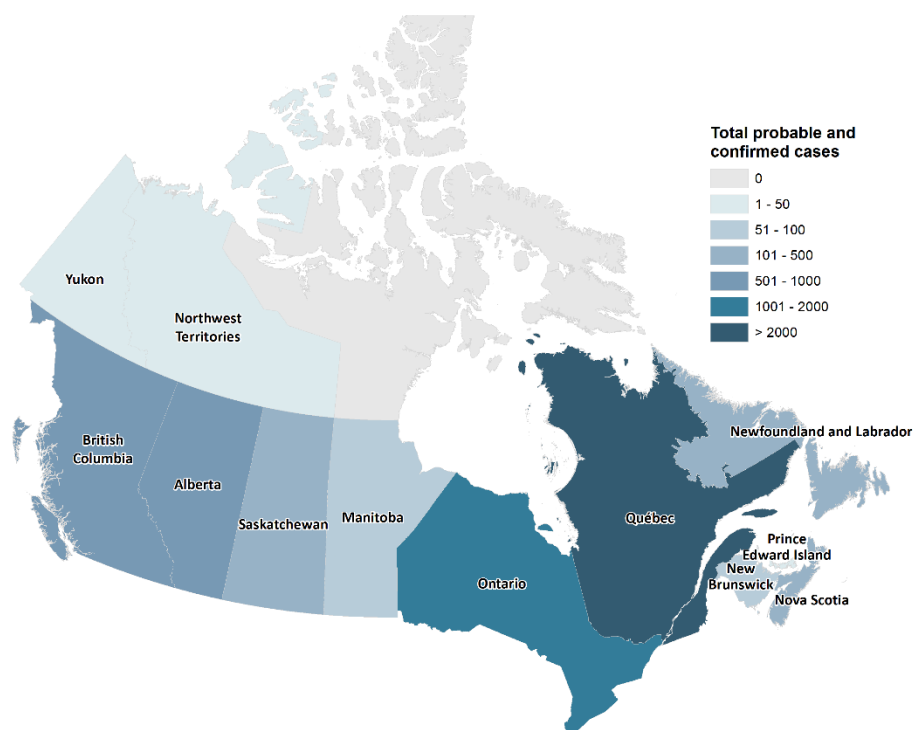 Total probable and
confirmed cases
0
1 - 50
51 - 100
101 - 500
501 - 1000
1001 - 2000
> 2000
Yukon
Northwest
Territories
British
Columbia
Alberta
Saskatchewan
Manitoba
Ontario
Québec
Newfoundland and Labrador
Prince
Edward Island
New
Brunswick
Nova Scotia